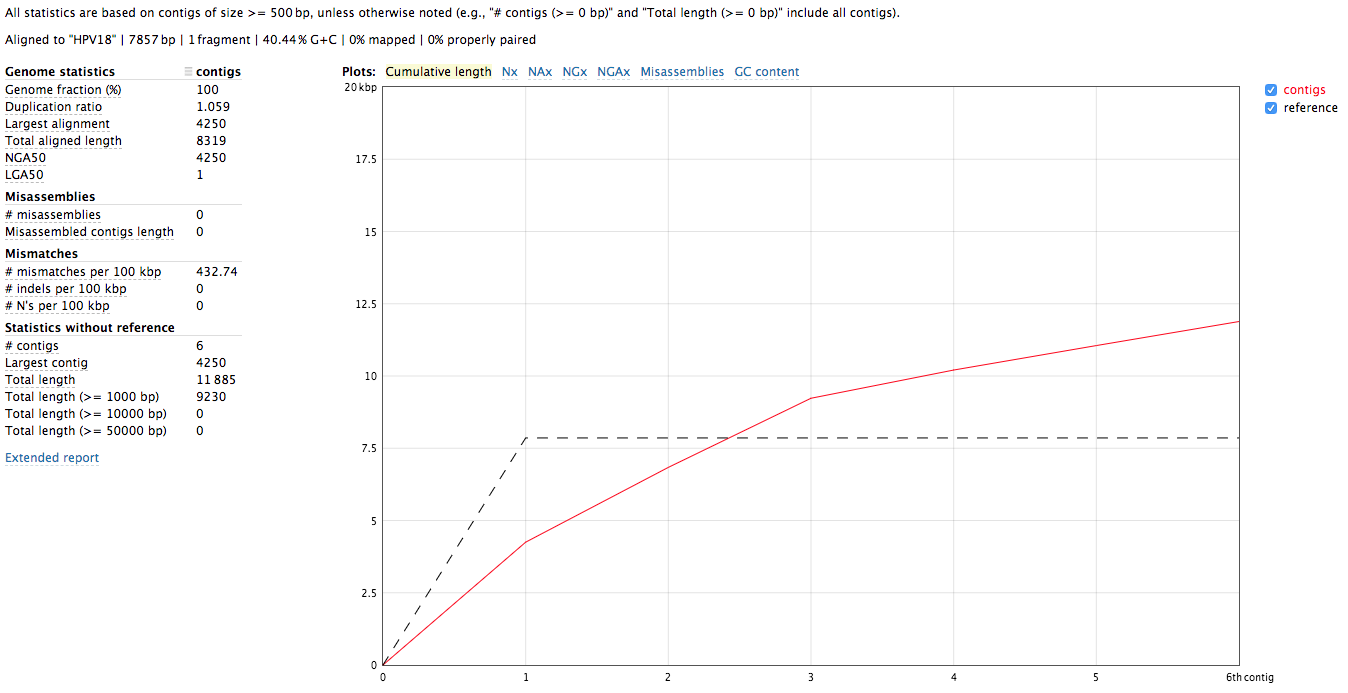 All statistics are based on contigs of size >= 500 bp, unless otherwise noted (e.g., "# contigs (>= 0 bp)" and "Total length (>= 0 bp)" include all contigs).
Aligned to "HPV18" | 7857 bp | 1 fragment | 40.44 % G+C | 0% mapped | 0% properly paired
Genome statistics contigs
Genome fraction (%) 100
Duplication ratio 1.059
Largest alignment 4250
Total aligned length 8319
NGA50 4250
LGA50 1
Misassemblies
# misassemblies 0
Misassembled contigs length 0
Mismatches
# mismatches per 100 kbp 432.74
# indels per 100 kbp 0
# N's per 100 kbp 0
Statistics without reference
# contigs 6
Largest contig 4250
Total length 11 885
Total length (>= 1000 bp) 9230
Total length (>= 10000 bp) 0
Total length (>= 50000 bp) 0
Extended report
Plots: Cumulative length Nx NAx NGx NGAx Misassemblies GC content
20 kbp
17.5
15
12.5
10
7.5
5
2.5
0
0 1 2 3 4 5 6th contig
contigs
reference